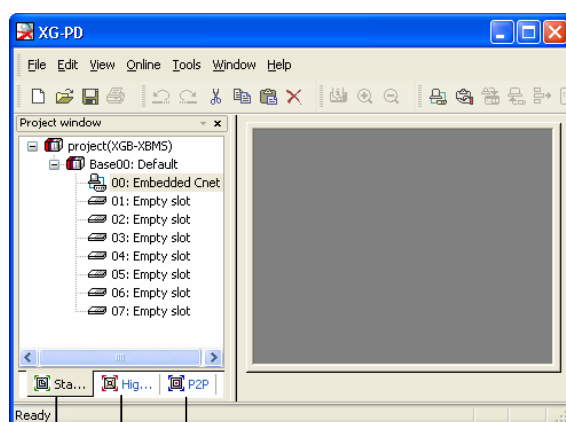 XG-PD
File Edit View Online Tools Window Help
Project window
project(XGB-XBMS)
Base00: Default
00: Embedded Cnet
01: Empty slot
02: Empty slot
03: Empty slot
04: Empty slot
05: Empty slot
06: Empty slot
07: Empty slot
Sta... Hig... P2P
Ready